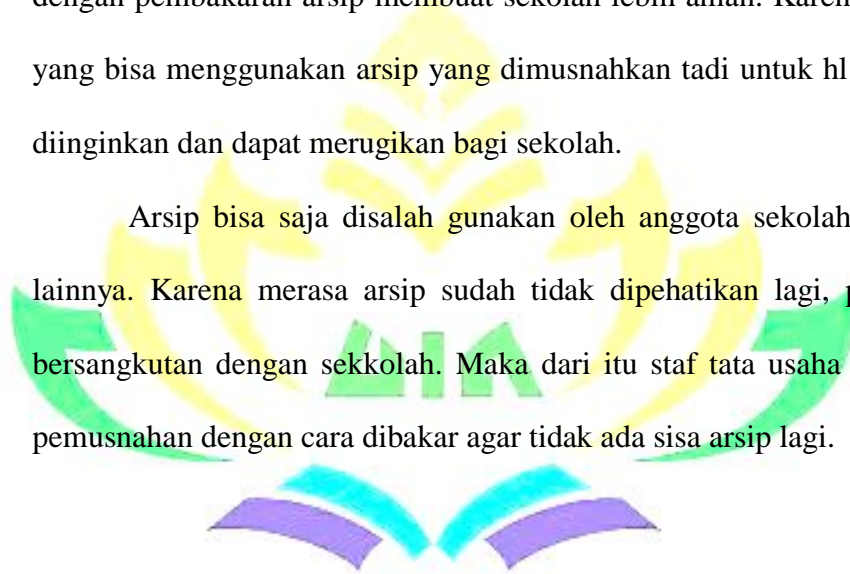 dengan pembakaran arsip membuat sekolah lebih aman. Karen
yang bisa menggunakan arsip yang dimusnahkan tadi untuk hl
diinginkan dan dapat merugikan bagi sekolah.
Arsip bisa saja disalah gunakan oleh anggota sekolah
lainnya. Karena merasa arsip sudah tidak dipehatikan lagi, p
bersangkutan dengan sekkolah. Maka dari itu staf tata usaha
pemusnahan dengan cara dibakar agar tidak ada sisa arsip lagi.